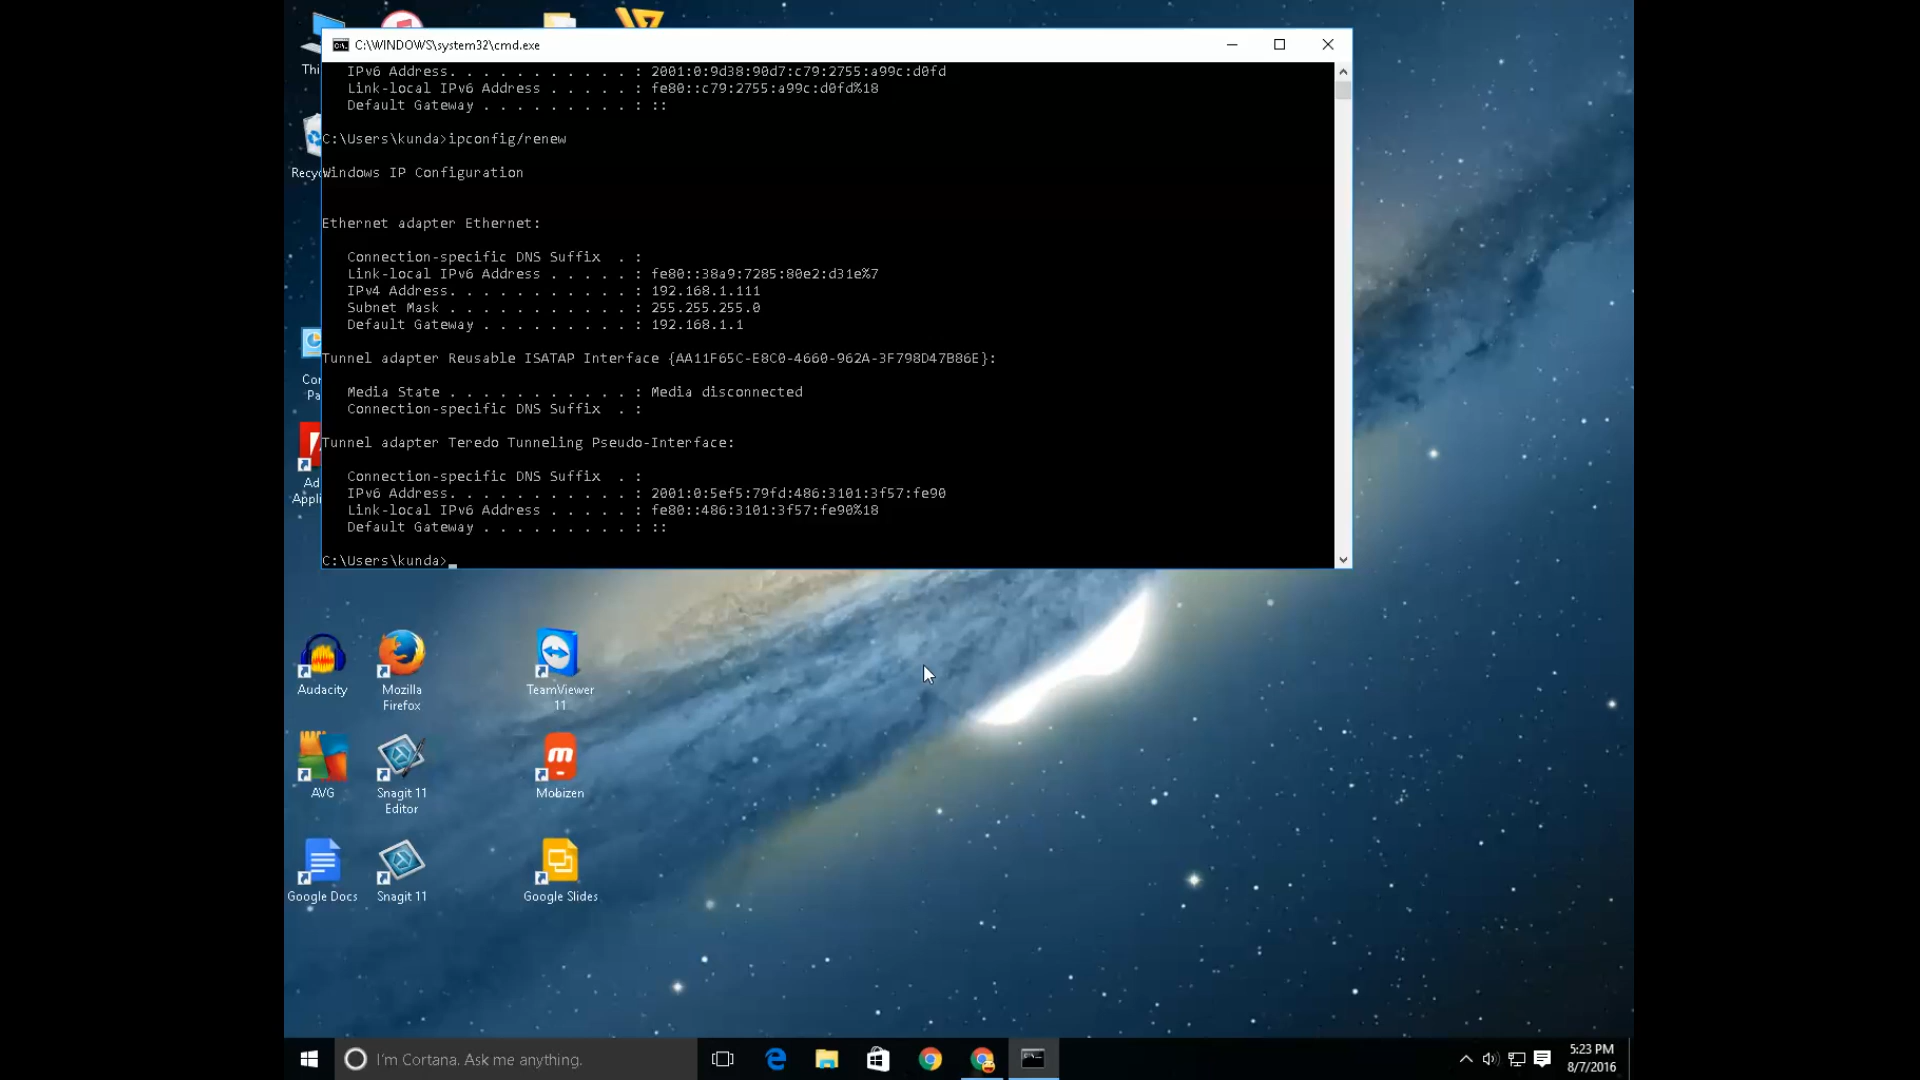 C:\WINDOWS\system32\cmd.exe
IPv6 Address. . . . . . . . . . . : 2001:0:9d38:90d7:c79:2755:a99c:d0fd
Link-local IPv6 Address . . . . . : fe80::c79:2755:a99c:d0fd%18
Default Gateway . . . . . . . . . : ::
C:\Users\kunda>ipconfig/renew
Windows IP Configuration
Ethernet adapter Ethernet:
Connection-specific DNS Suffix  . :
Link-local IPv6 Address . . . . . : fe80::38a9:7285:80e2:d31e%7
IPv4 Address. . . . . . . . . . . : 192.168.1.111
Subnet Mask . . . . . . . . . . . : 255.255.255.0
Default Gateway . . . . . . . . . : 192.168.1.1
Tunnel adapter Reusable ISATAP Interface {AA11F65C-E8C0-4660-962A-3F798D47B86E}:
Media State . . . . . . . . . . . : Media disconnected
Connection-specific DNS Suffix  . :
Tunnel adapter Teredo Tunneling Pseudo-Interface:
Connection-specific DNS Suffix  . :
IPv6 Address. . . . . . . . . . . : 2001:0:5ef5:79fd:486:3101:3f57:fe90
Link-local IPv6 Address . . . . . : fe80::486:3101:3f57:fe90%18
Default Gateway . . . . . . . . . : ::
C:\Users\kunda>
Thi
Recyc
Con
Pa
Ad
Appli
Audacity
Mozilla
Firefox
TeamViewer
11
AVG
Snagit 11
Editor
Mobizen
Google Docs
Snagit 11
Google Slides
I'm Cortana. Ask me anything.
5:23 PM
8/7/2016